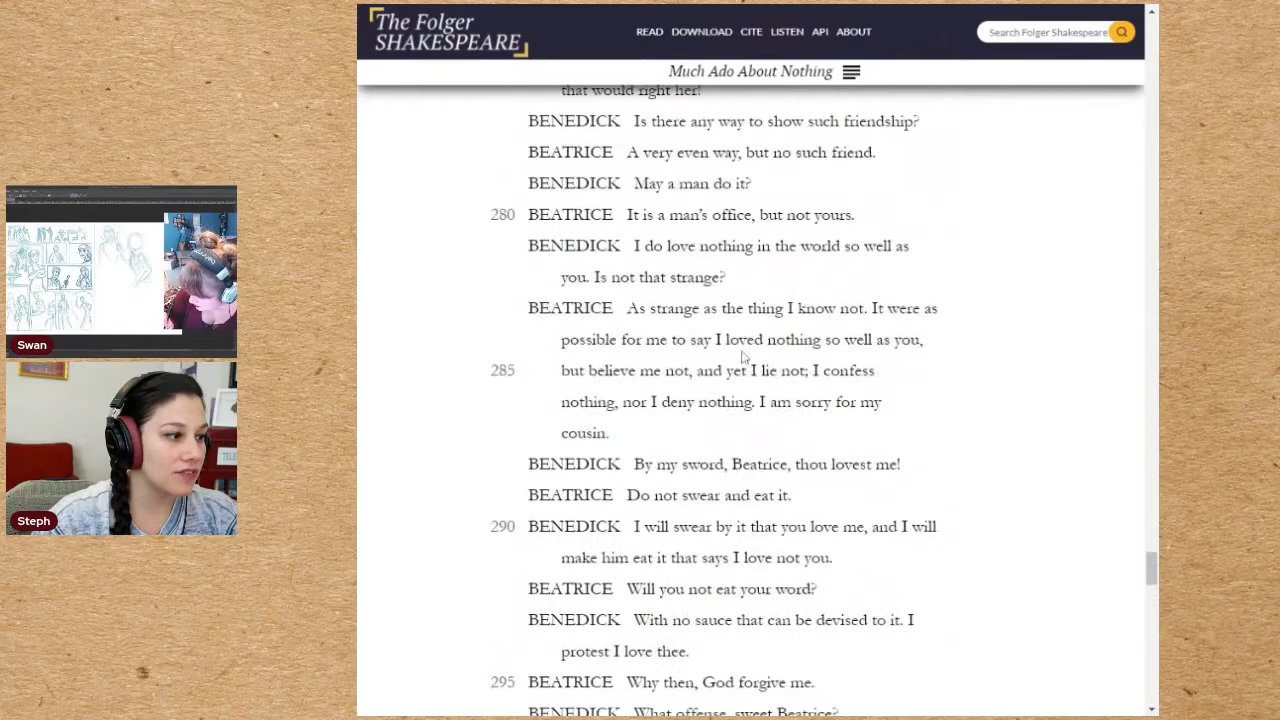 The Folger
SHAKESPEARE
READ DOWNLOAD CITE LISTEN API ABOUT
Search Folger Shakespeare
Much Ado About Nothing
that would right her!
BENEDICK Is there any way to show such friendship?
BEATRICE A very even way, but no such friend.
BENEDICK May a man do it?
280 BEATRICE It is a man's office, but not yours.
BENEDICK I do love nothing in the world so well as
you. Is not that strange?
BEATRICE As strange as the thing I know not. It were as
possible for me to say I loved nothing so well as you,
285 but believe me not, and yet I lie not; I confess
nothing, nor I deny nothing. I am sorry for my
cousin.
BENEDICK By my sword, Beatrice, thou lovest me!
BEATRICE Do not swear and eat it.
290 BENEDICK I will swear by it that you love me, and I will
make him eat it that says I love not you.
BEATRICE Will you not eat your word?
BENEDICK With no sauce that can be devised to it. I
protest I love thee.
295 BEATRICE Why then, God forgive me.
BENEDICK What offense, sweet Beatrice?
Swan
Steph